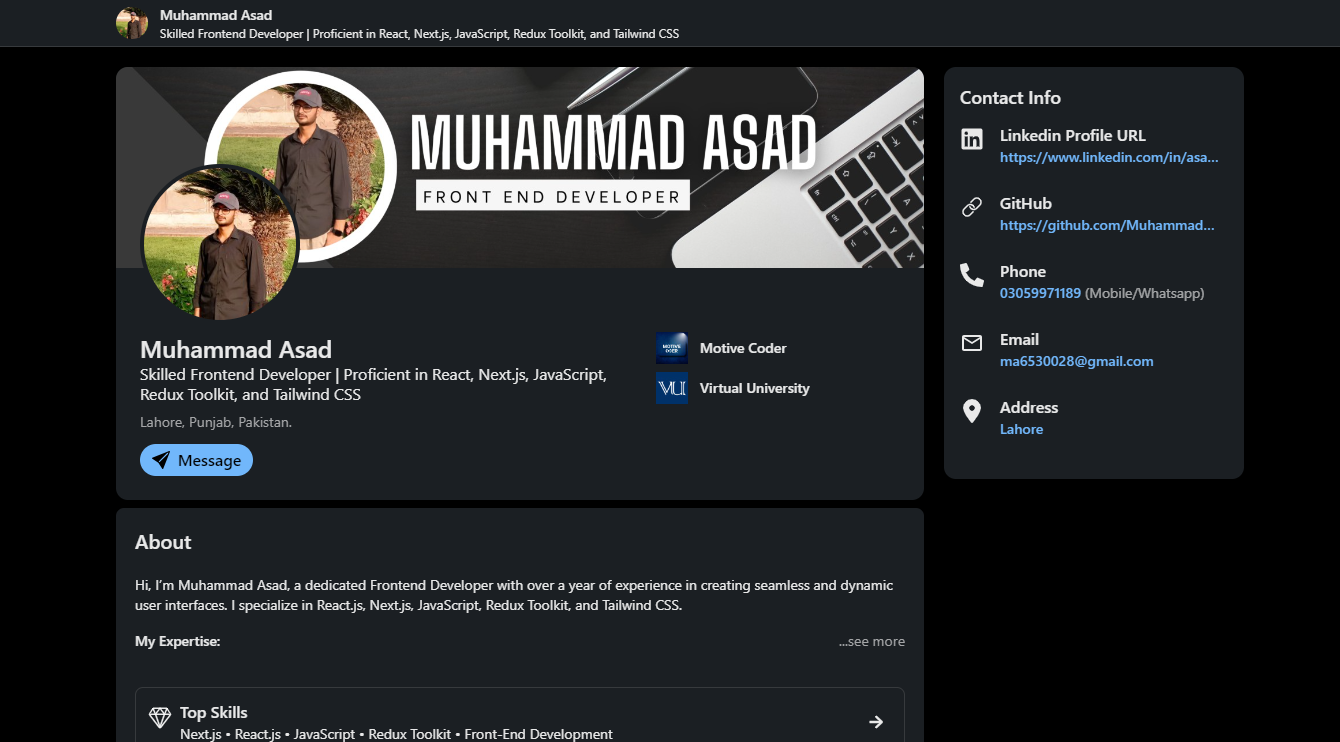 Muhammad Asad
Skilled Frontend Developer | Proficient in React, Next.js, JavaScript, Redux Toolkit, and Tailwind CSS
MUHAMMAD ASAD
FRONT END DEVELOPER
Muhammad Asad
Skilled Frontend Developer | Proficient in React, Next.js, JavaScript,
Redux Toolkit, and Tailwind CSS
Lahore, Punjab, Pakistan.
Message
MOTIVE
CODER
Motive Coder
VU
Virtual University
Contact Info
in
Linkedin Profile URL
https://www.linkedin.com/in/asa...
GitHub
https://github.com/Muhammad...
Phone
03059971189 (Mobile/Whatsapp)
Email
ma6530028@gmail.com
Address
Lahore
About
Hi, I’m Muhammad Asad, a dedicated Frontend Developer with over a year of experience in creating seamless and dynamic
user interfaces. I specialize in React.js, Next.js, JavaScript, Redux Toolkit, and Tailwind CSS.
My Expertise:
...see more
Top Skills
Next.js • React.js • JavaScript • Redux Toolkit • Front-End Development